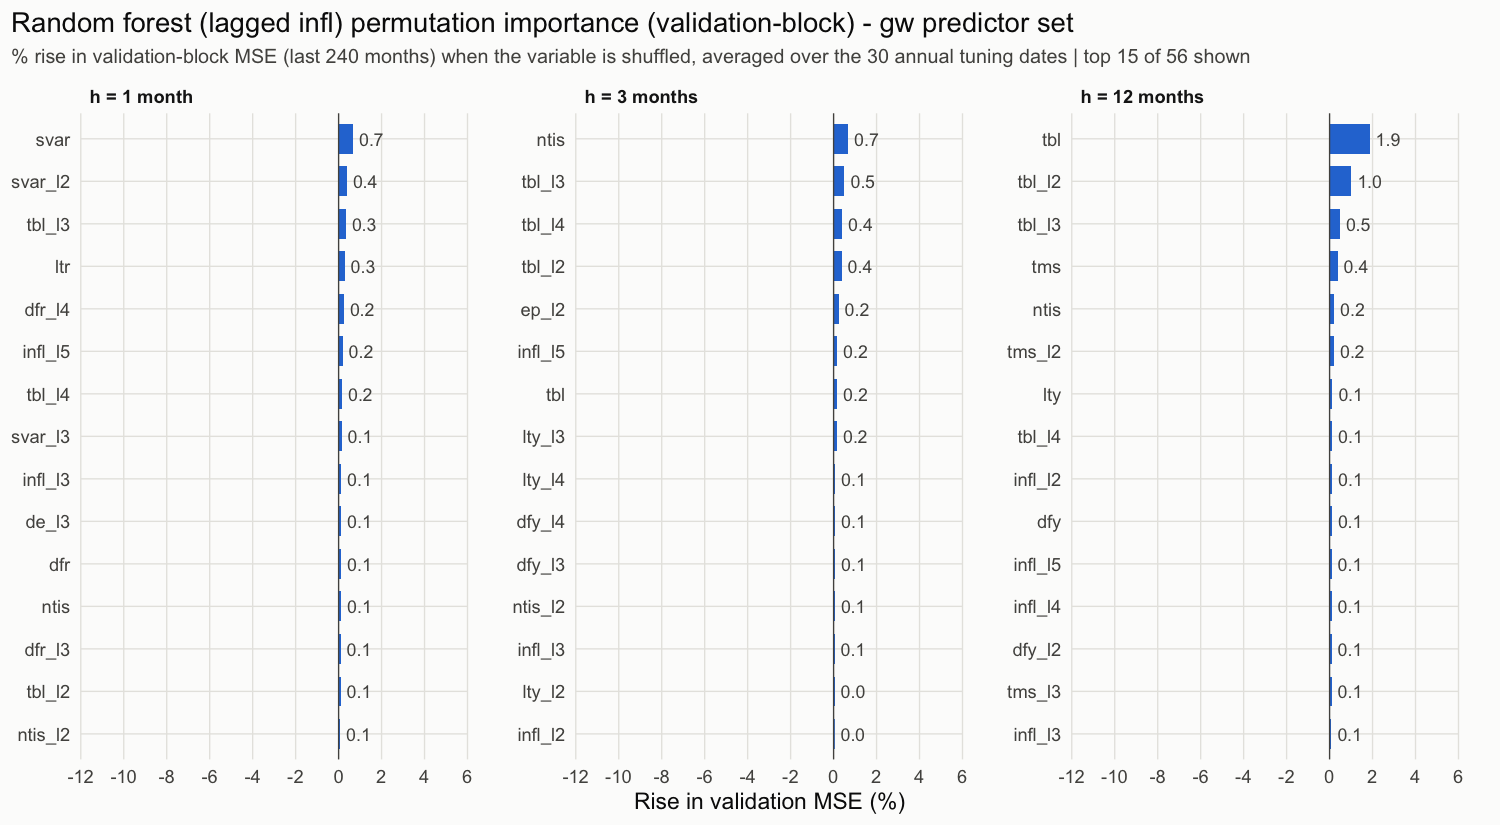 Random forest (lagged infl) permutation importance (validation-block) - gw predictor set
% rise in validation-block MSE (last 240 months) when the variable is shuffled, averaged over the 30 annual tuning dates | top 15 of 56 shown
h = 1 month
svar 0.7
svar_l2 0.4
tbl_l3 0.3
ltr 0.3
dfr_l4 0.2
infl_l5 0.2
tbl_l4 0.2
svar_l3 0.1
infl_l3 0.1
de_l3 0.1
dfr 0.1
ntis 0.1
dfr_l3 0.1
tbl_l2 0.1
ntis_l2 0.1
-12 -10 -8 -6 -4 -2 0 2 4 6
h = 3 months
ntis 0.7
tbl_l3 0.5
tbl_l4 0.4
tbl_l2 0.4
ep_l2 0.2
infl_l5 0.2
tbl 0.2
lty_l3 0.2
lty_l4 0.1
dfy_l4 0.1
dfy_l3 0.1
ntis_l2 0.1
infl_l3 0.1
lty_l2 0.0
infl_l2 0.0
-12 -10 -8 -6 -4 -2 0 2 4 6
h = 12 months
tbl 1.9
tbl_l2 1.0
tbl_l3 0.5
tms 0.4
ntis 0.2
tms_l2 0.2
lty 0.1
tbl_l4 0.1
infl_l2 0.1
dfy 0.1
infl_l5 0.1
infl_l4 0.1
dfy_l2 0.1
tms_l3 0.1
infl_l3 0.1
-12 -10 -8 -6 -4 -2 0 2 4 6
Rise in validation MSE (%)